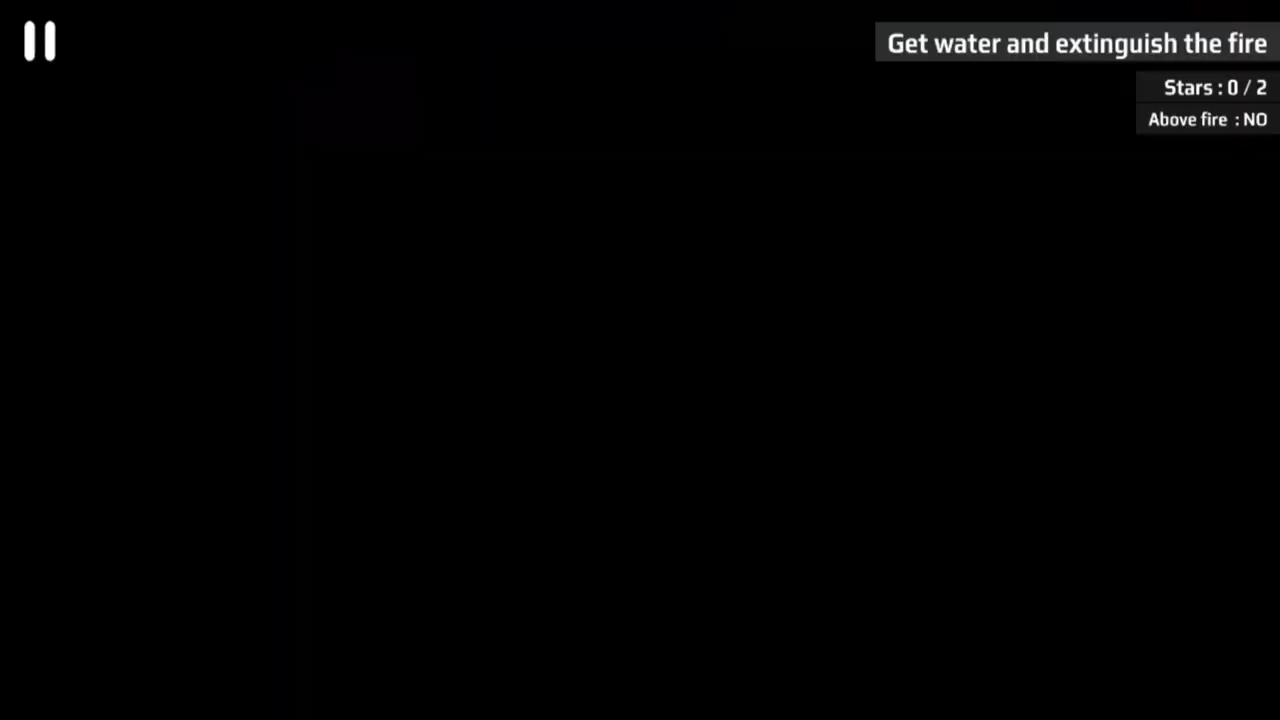 Get water and extinguish the fire
Stars : 0 / 2
Above fire : NO